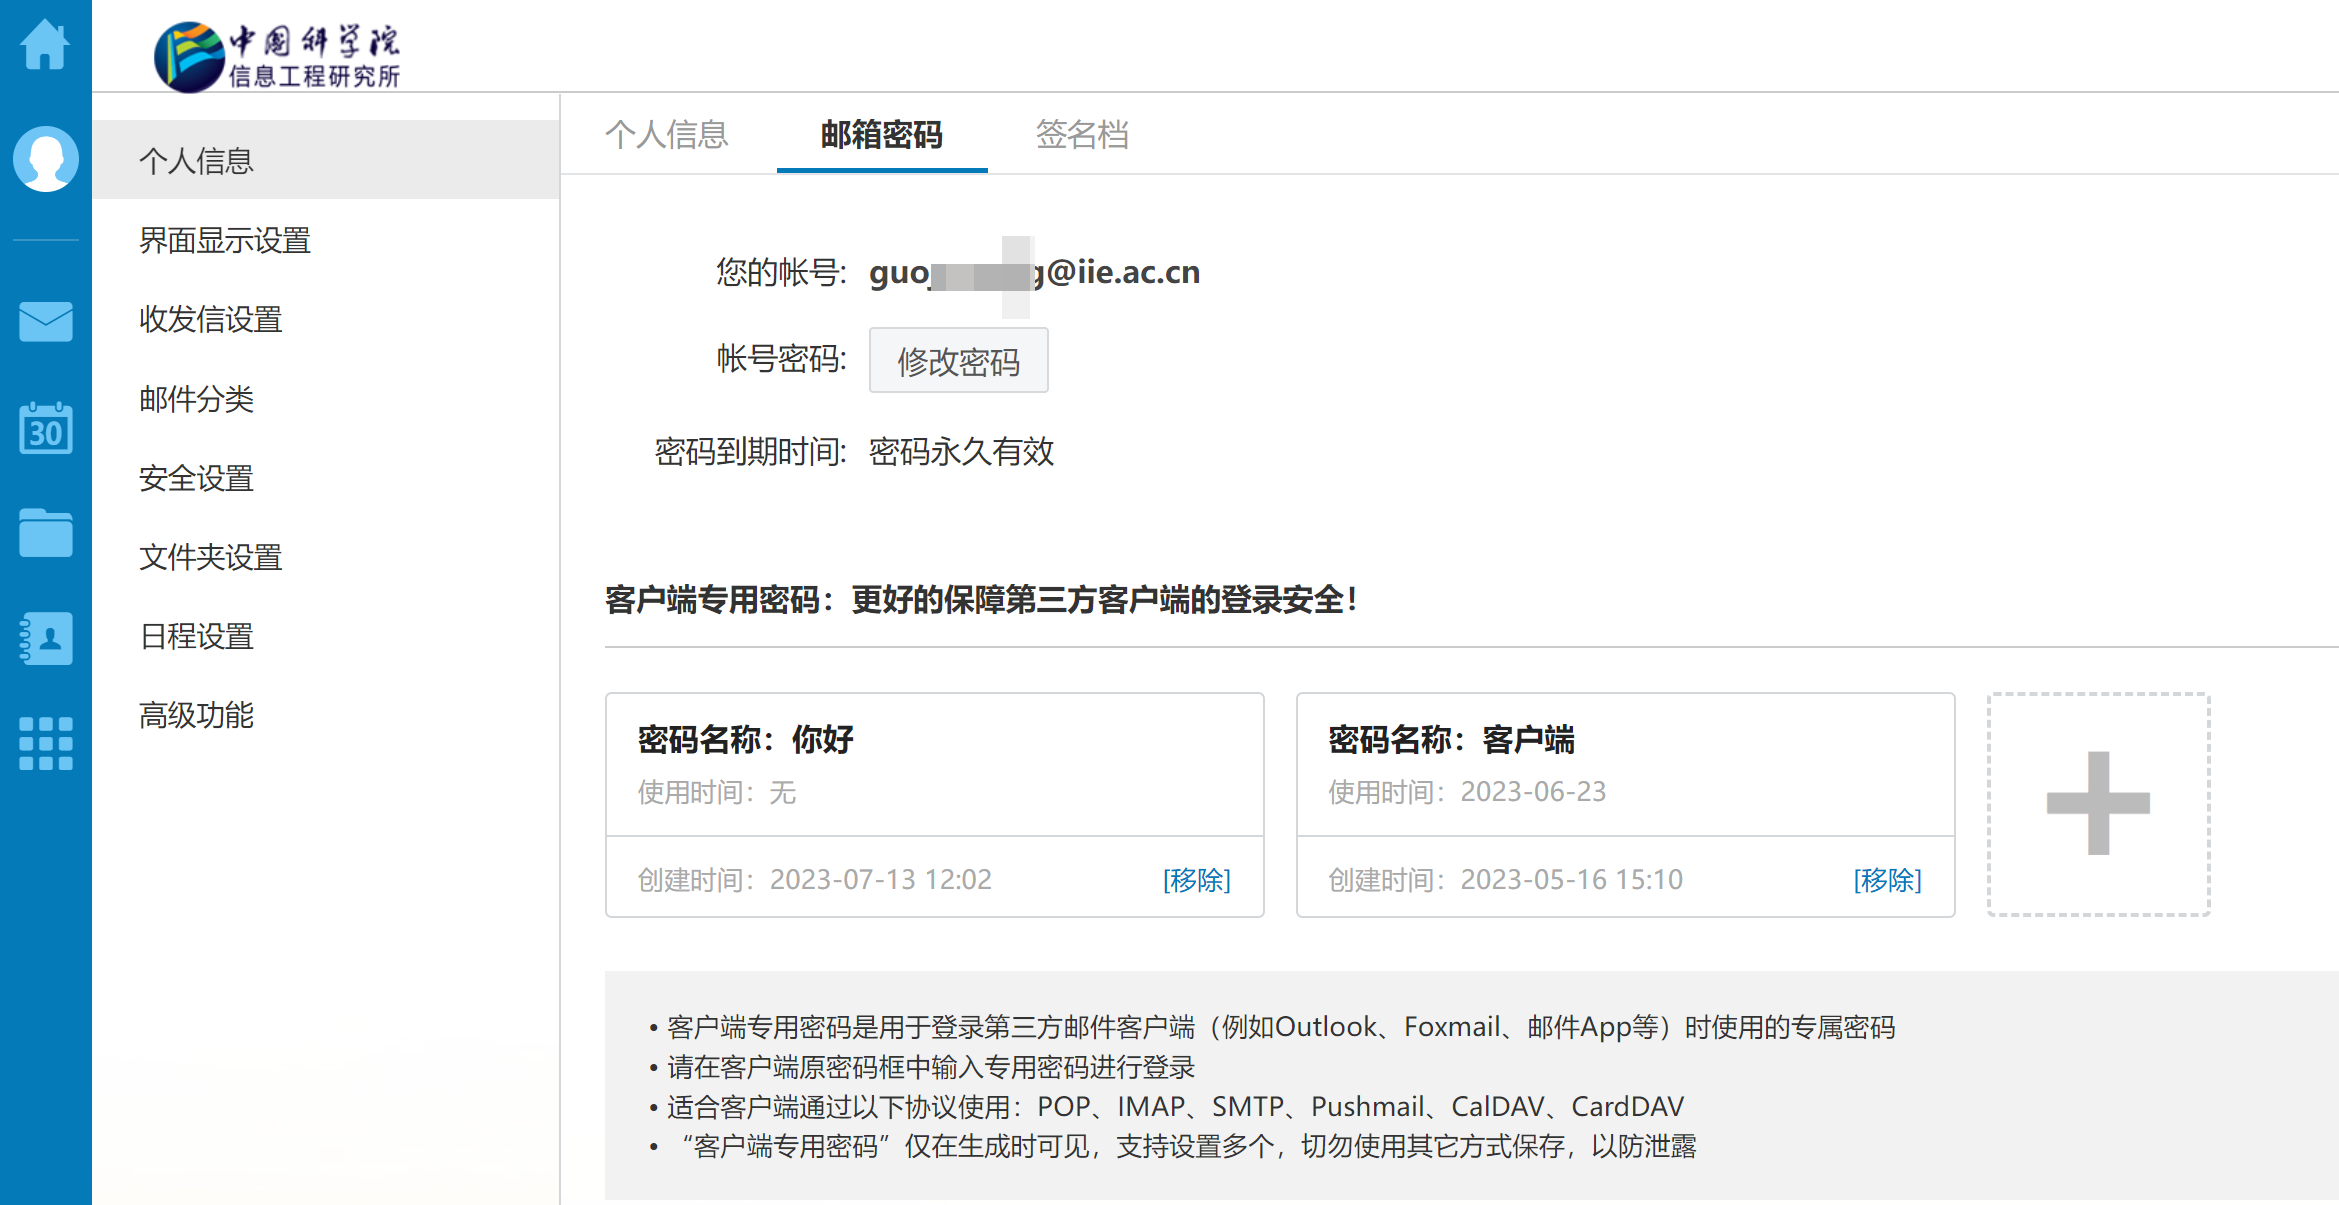 中国科学院
信息工程研究所
个人信息
邮箱密码
签名档
个人信息
界面显示设置
收发信设置
邮件分类
安全设置
文件夹设置
日程设置
高级功能
30
您的帐号: guo g@iie.ac.cn
帐号密码: 修改密码
密码到期时间: 密码永久有效
客户端专用密码：更好的保障第三方客户端的登录安全！
密码名称：你好
使用时间：无
创建时间：2023-07-13 12:02 [移除]
密码名称：客户端
使用时间：2023-06-23
创建时间：2023-05-16 15:10 [移除]
• 客户端专用密码是用于登录第三方邮件客户端（例如Outlook、Foxmail、邮件App等）时使用的专属密码
• 请在客户端原密码框中输入专用密码进行登录
• 适合客户端通过以下协议使用：POP、IMAP、SMTP、Pushmail、CalDAV、CardDAV
• “客户端专用密码”仅在生成时可见，支持设置多个，切勿使用其它方式保存，以防泄露